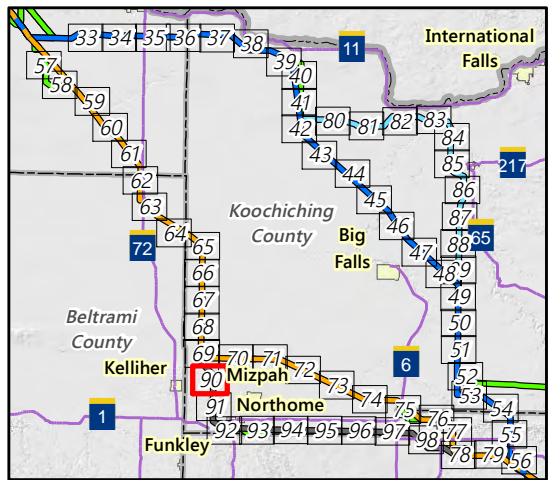 33 34 35 36 37 38
39
11
International
Falls
57
58
40
59
41
60
42 80 81 82 83
84
61
43
85
217
62
44
86
63
45
Koochiching
County
87
64
46
65
Big
Falls
88
65
72
47
66
48
89
49
67
50
Beltrami
County
68
51
69 70 71 72
6
52
Kelliher
90
Mizpah
73
53
74
54
91
Northome
75
76
1
92 93 94 95 96 97 98
77
55
Funkley
78 79 56